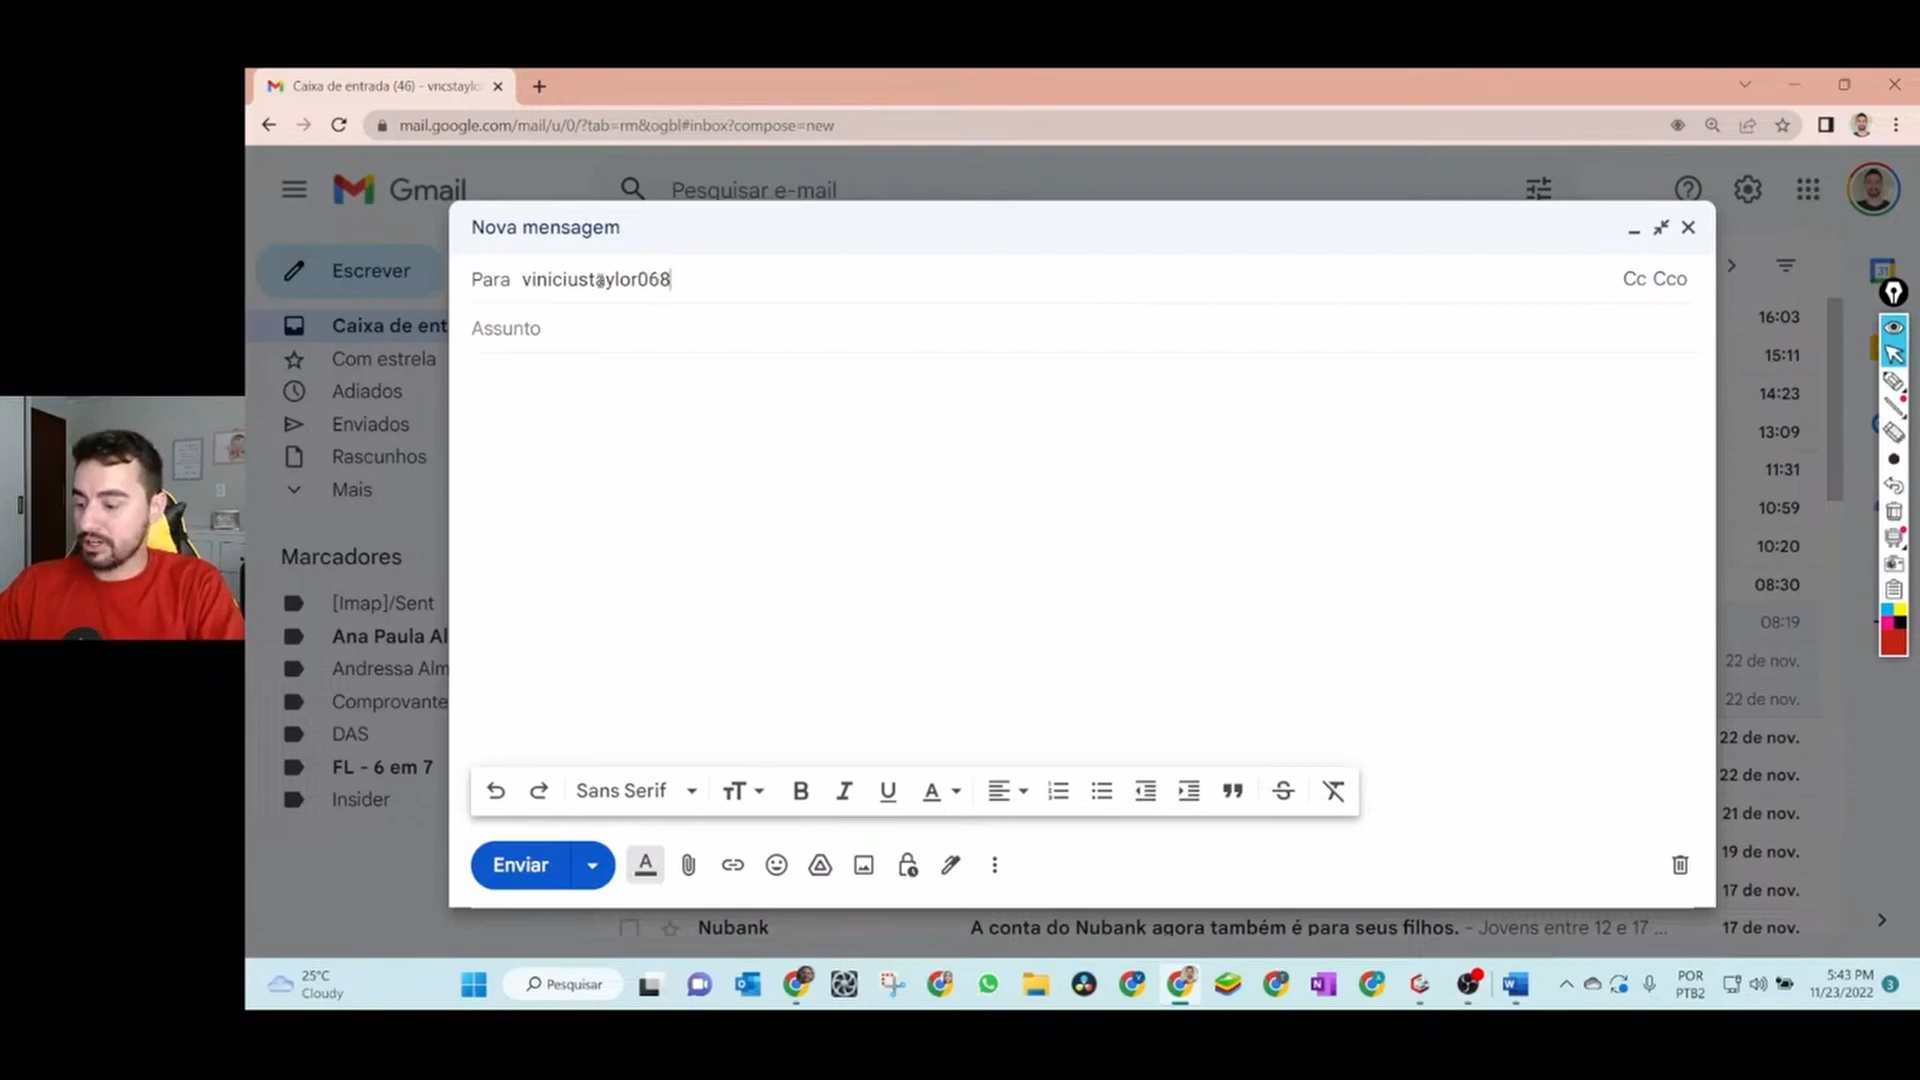 Caixa de entrada (46) - vncstaylo
mail.google.com/mail/u/0/?tab=rm&ogbl#inbox?compose=new
Gmail
Pesquisar e-mail
Escrever
Caixa de ent
Com estrela
Adiados
Enviados
Rascunhos
Mais
Marcadores
[Imap]/Sent
Ana Paula Al
Andressa Alm
Comprovante
DAS
FL - 6 em 7
Insider
Nova mensagem
Para viniciustaylor068
Cc Cco
Assunto
Sans Serif
Enviar
16:03
15:11
14:23
13:09
11:31
10:59
10:20
08:30
08:19
22 de nov.
22 de nov.
22 de nov.
22 de nov.
21 de nov.
19 de nov.
17 de nov.
Nubank A conta do Nubank agora também é para seus filhos. - Jovens entre 12 e 17 ... 17 de nov.
25°C
Cloudy
Pesquisar
POR
PTB2
5:43 PM
11/23/2022
3